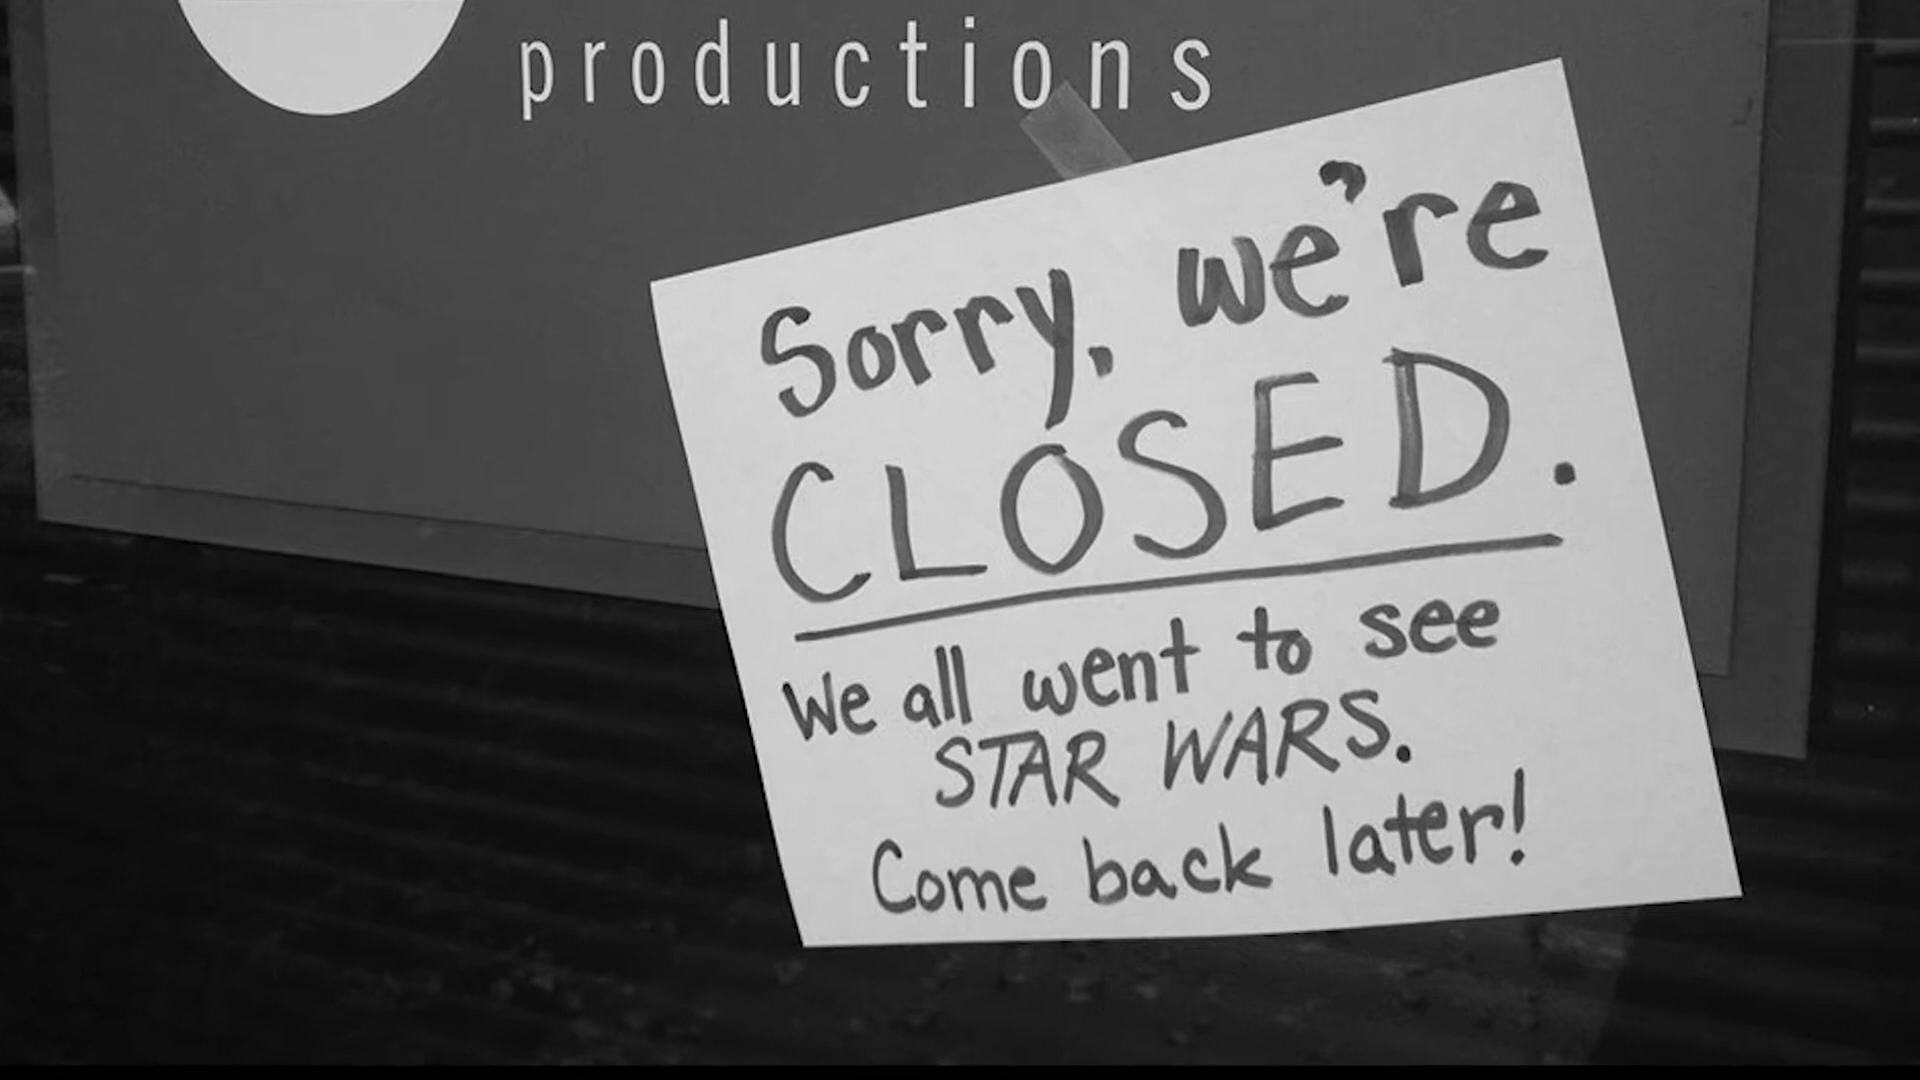 productions
Sorry, we're
CLOSED.
We all went to see
STAR WARS.
Come back later!